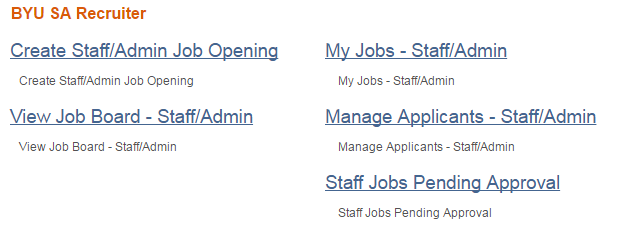 BYU SA Recruiter
Create Staff/Admin Job Opening
Create Staff/Admin Job Opening
View Job Board - Staff/Admin
View Job Board - Staff/Admin
My Jobs - Staff/Admin
My Jobs - Staff/Admin
Manage Applicants - Staff/Admin
Manage Applicants - Staff/Admin
Staff Jobs Pending Approval
Staff Jobs Pending Approval